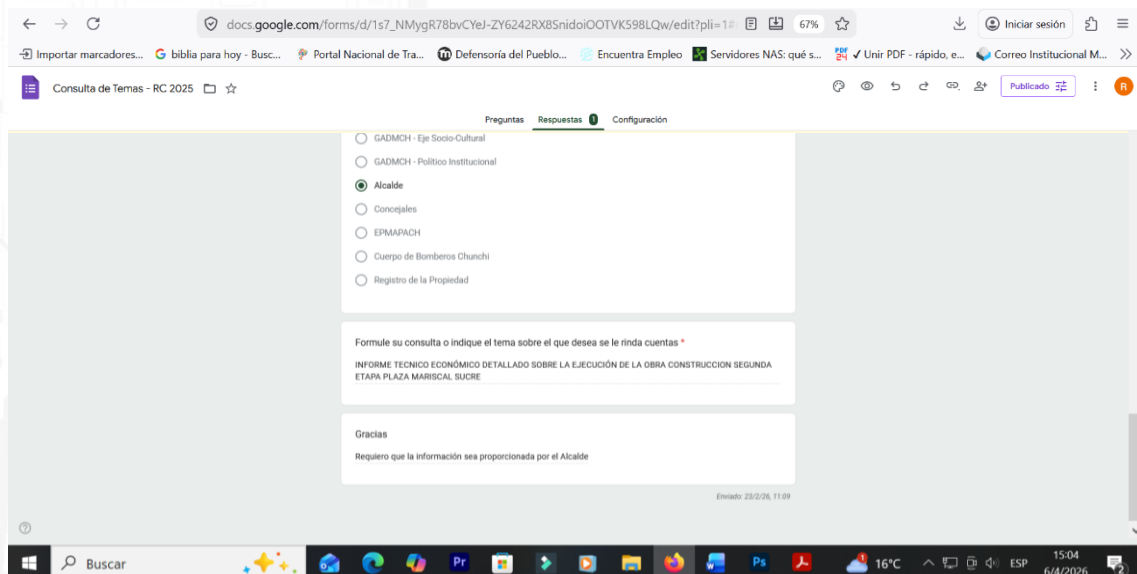 docs.google.com/forms/d/1s7_NMygR78bvCYeJ-ZY6242RX8SnidoiOOTVK598LQw/edit?pli=1#
67%
Iniciar sesión
Importar marcadores...
biblia para hoy - Busc...
Portal Nacional de Tra...
Defensoría del Pueblo...
Encuentra Empleo
Servidores NAS: qué s...
✓ Unir PDF - rápido, e...
Correo Institucional M...
Consulta de Temas - RC 2025
Publicado
R
Preguntas
Respuestas 1
Configuración
GADMCH - Eje Socio-Cultural
GADMCH - Político Institucional
Alcalde
Concejales
EPMAPACH
Cuerpo de Bomberos Chunchi
Registro de la Propiedad
Formule su consulta o indique el tema sobre el que desea se le rinda cuentas *
INFORME TECNICO ECONÓMICO DETALLADO SOBRE LA EJECUCIÓN DE LA OBRA CONSTRUCCION SEGUNDA
ETAPA PLAZA MARISCAL SUCRE
Gracias
Requiero que la información sea proporcionada por el Alcalde
Enviado: 23/2/26, 11:09
Buscar
Pr
Ps
16°C
ESP
15:04
6/4/2026